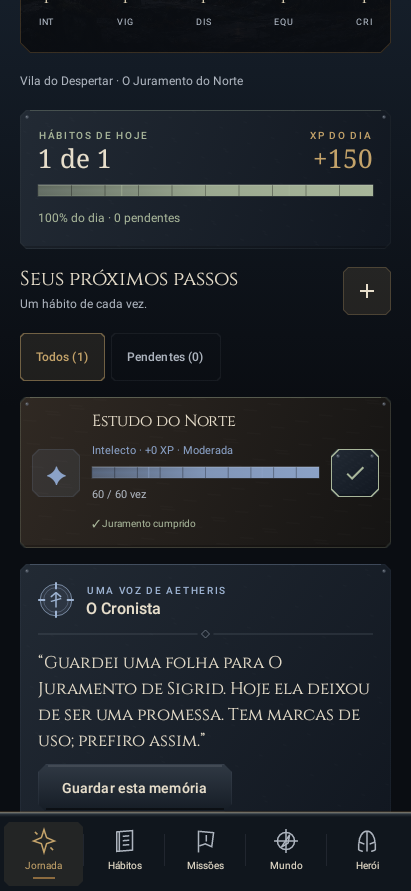 INT VIG DIS EQU CRI
Vila do Despertar · O Juramento do Norte
HÁBITOS DE HOJE XP DO DIA
1 de 1 +150
100% do dia · 0 pendentes
Seus próximos passos
Um hábito de cada vez.
Todos (1) Pendentes (0)
Estudo do Norte
Intelecto · +0 XP · Moderada
60 / 60 vez
✓ Juramento cumprido
UMA VOZ DE AETHERIS
O Cronista
“Guardei uma folha para O
Juramento de Sigrid. Hoje ela deixou
de ser uma promessa. Tem marcas de
uso; prefiro assim.”
Guardar esta memória
Jornada Hábitos Missões Mundo Herói